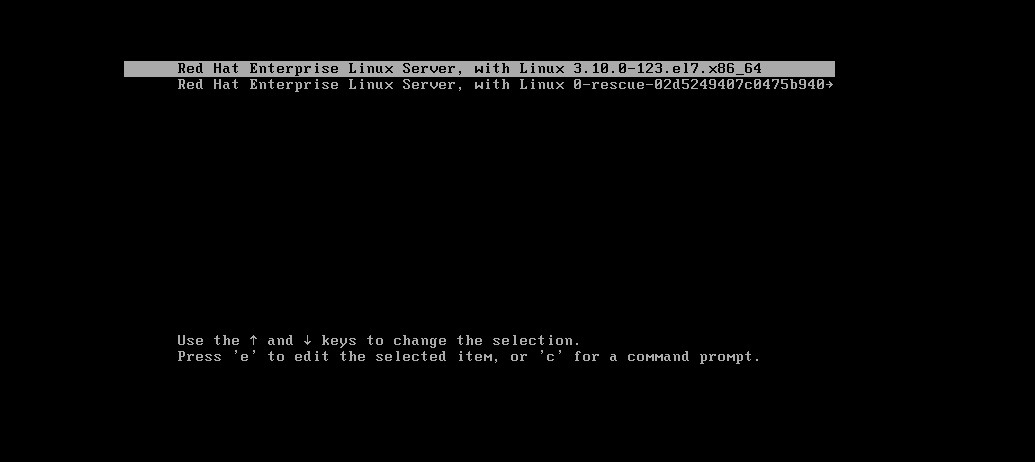 Red Hat Enterprise Linux Server, with Linux 3.10.0-123.el7.x86_64
Red Hat Enterprise Linux Server, with Linux 0-rescue-02d5249407c0475b940→
Use the ↑ and ↓ keys to change the selection.
Press 'e' to edit the selected item, or 'c' for a command prompt.